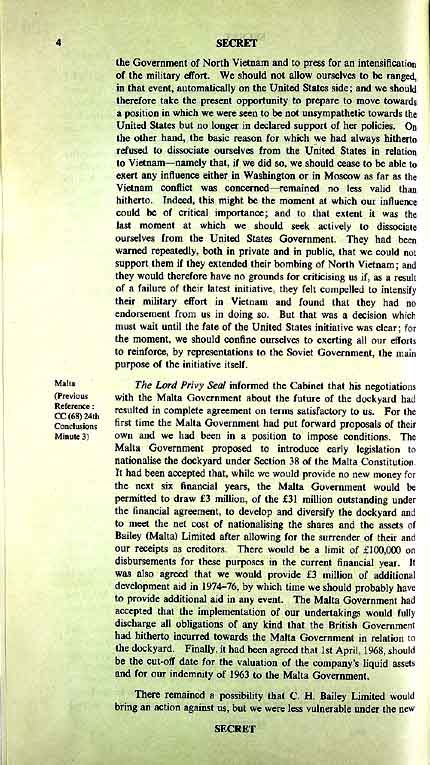 4
SECRET
the Government of North Vietnam and to press for an intensification
of the military effort. We should not allow ourselves to be ranged,
in that event, automatically on the United States side; and we should
therefore take the present opportunity to prepare to move towards
a position in which we were seen to be not unsympathetic towards the
United States but no longer in declared support of her policies. On
the other hand, the basic reason for which we had always hitherto
refused to dissociate ourselves from the United States in relation
to Vietnam—namely that, if we did so, we should cease to be able to
exert any influence either in Washington or in Moscow as far as the
Vietnam conflict was concerned—remained no less valid than
hitherto. Indeed, this might be the moment at which our influence
could be of critical importance; and to that extent it was the
last moment at which we should seek actively to dissociate
ourselves from the United States Government. They had been
warned repeatedly, both in private and in public, that we could not
support them if they extended their bombing of North Vietnam; and
they would therefore have no grounds for criticising us if, as a result
of a failure of their latest initiative, they felt compelled to intensify
their military effort in Vietnam and found that they had no
endorsement from us in doing so. But that was a decision which
must wait until the fate of the United States initiative was clear; for
the moment, we should confine ourselves to exerting all our efforts
to reinforce, by representations to the Soviet Government, the main
purpose of the initiative itself.
Malta
(Previous
Reference:
CC (68) 24th
Conclusions
Minute 3)
The Lord Privy Seal informed the Cabinet that his negotiations
with the Malta Government about the future of the dockyard had
resulted in complete agreement on terms satisfactory to us. For the
first time the Malta Government had put forward proposals of their
own and we had been in a position to impose conditions. The
Malta Government proposed to introduce early legislation to
nationalise the dockyard under Section 38 of the Malta Constitution.
It had been accepted that, while we would provide no new money for
the next six financial years, the Malta Government would be
permitted to draw £3 million, of the £31 million outstanding under
the financial agreement, to develop and diversify the dockyard and
to meet the net cost of nationalising the shares and the assets of
Bailey (Malta) Limited after allowing for the surrender of their and
our receipts as creditors. There would be a limit of £100,000 on
disbursements for these purposes in the current financial year. It
was also agreed that we would provide £3 million of additional
development aid in 1974-76, by which time we should probably have
to provide additional aid in any event. The Malta Government had
accepted that the implementation of our undertakings would fully
discharge all obligations of any kind that the British Government
had hitherto incurred towards the Malta Government in relation to
the dockyard. Finally, it had been agreed that 1st April, 1968, should
be the cut-off date for the valuation of the company's liquid assets
and for our indemnity of 1963 to the Malta Government.
There remained a possibility that C. H. Bailey Limited would
bring an action against us, but we were less vulnerable under the new
SECRET